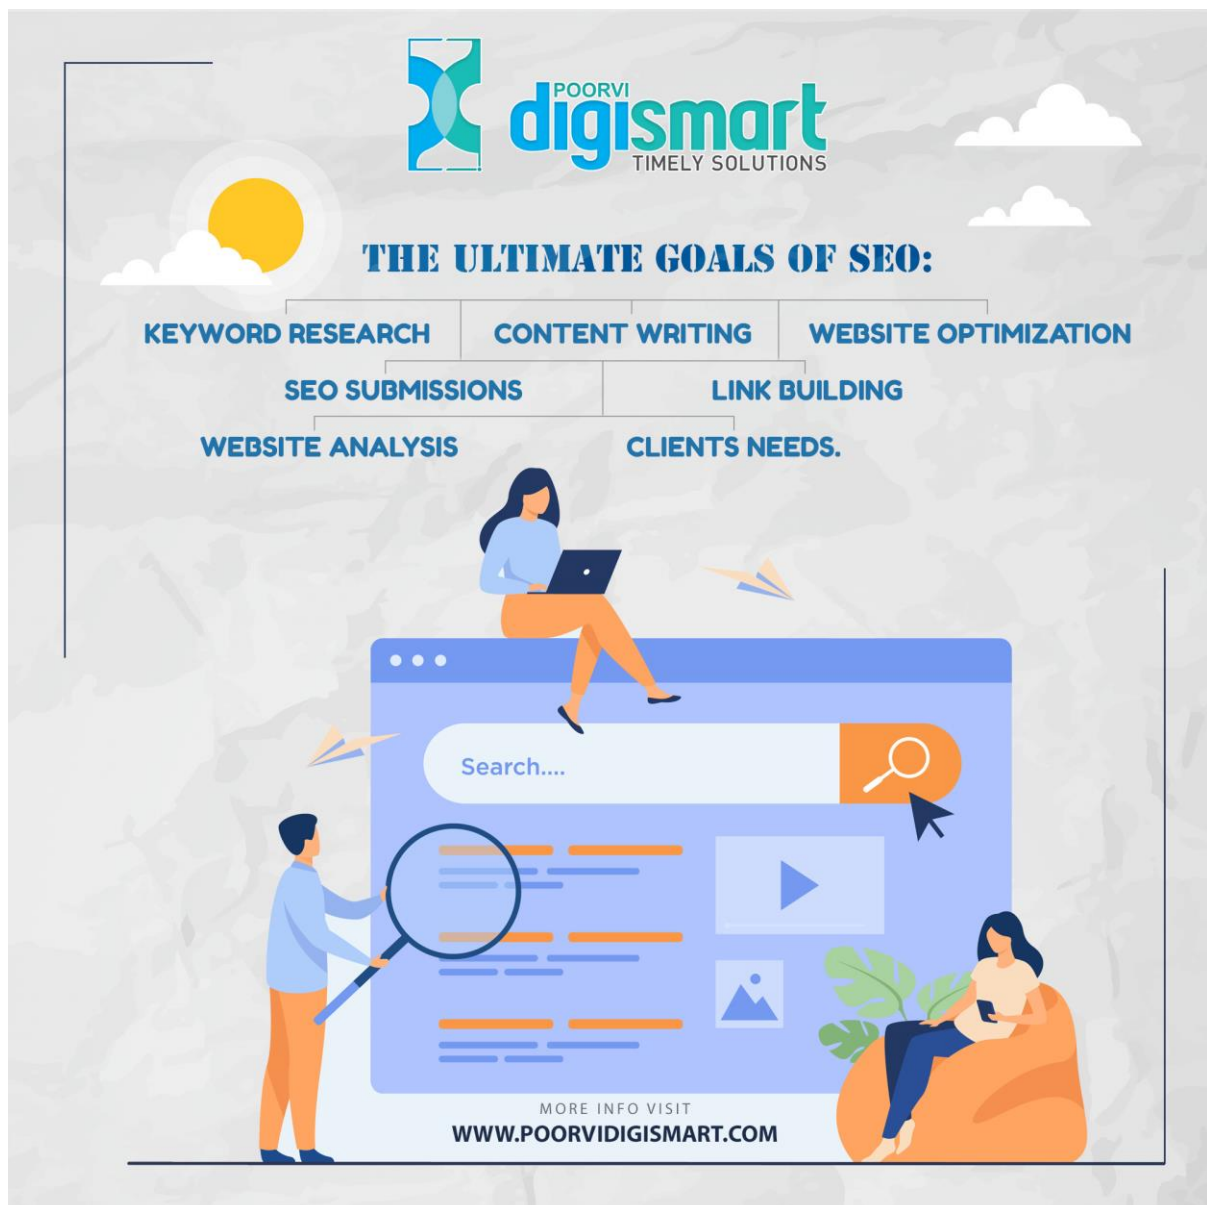 POORVI
digismart
TIMELY SOLUTIONS
THE ULTIMATE GOALS OF SEO:
KEYWORD RESEARCH CONTENT WRITING WEBSITE OPTIMIZATION
SEO SUBMISSIONS LINK BUILDING
WEBSITE ANALYSIS CLIENTS NEEDS.
Search....
MORE INFO VISIT
WWW.POORVIDIGISMART.COM